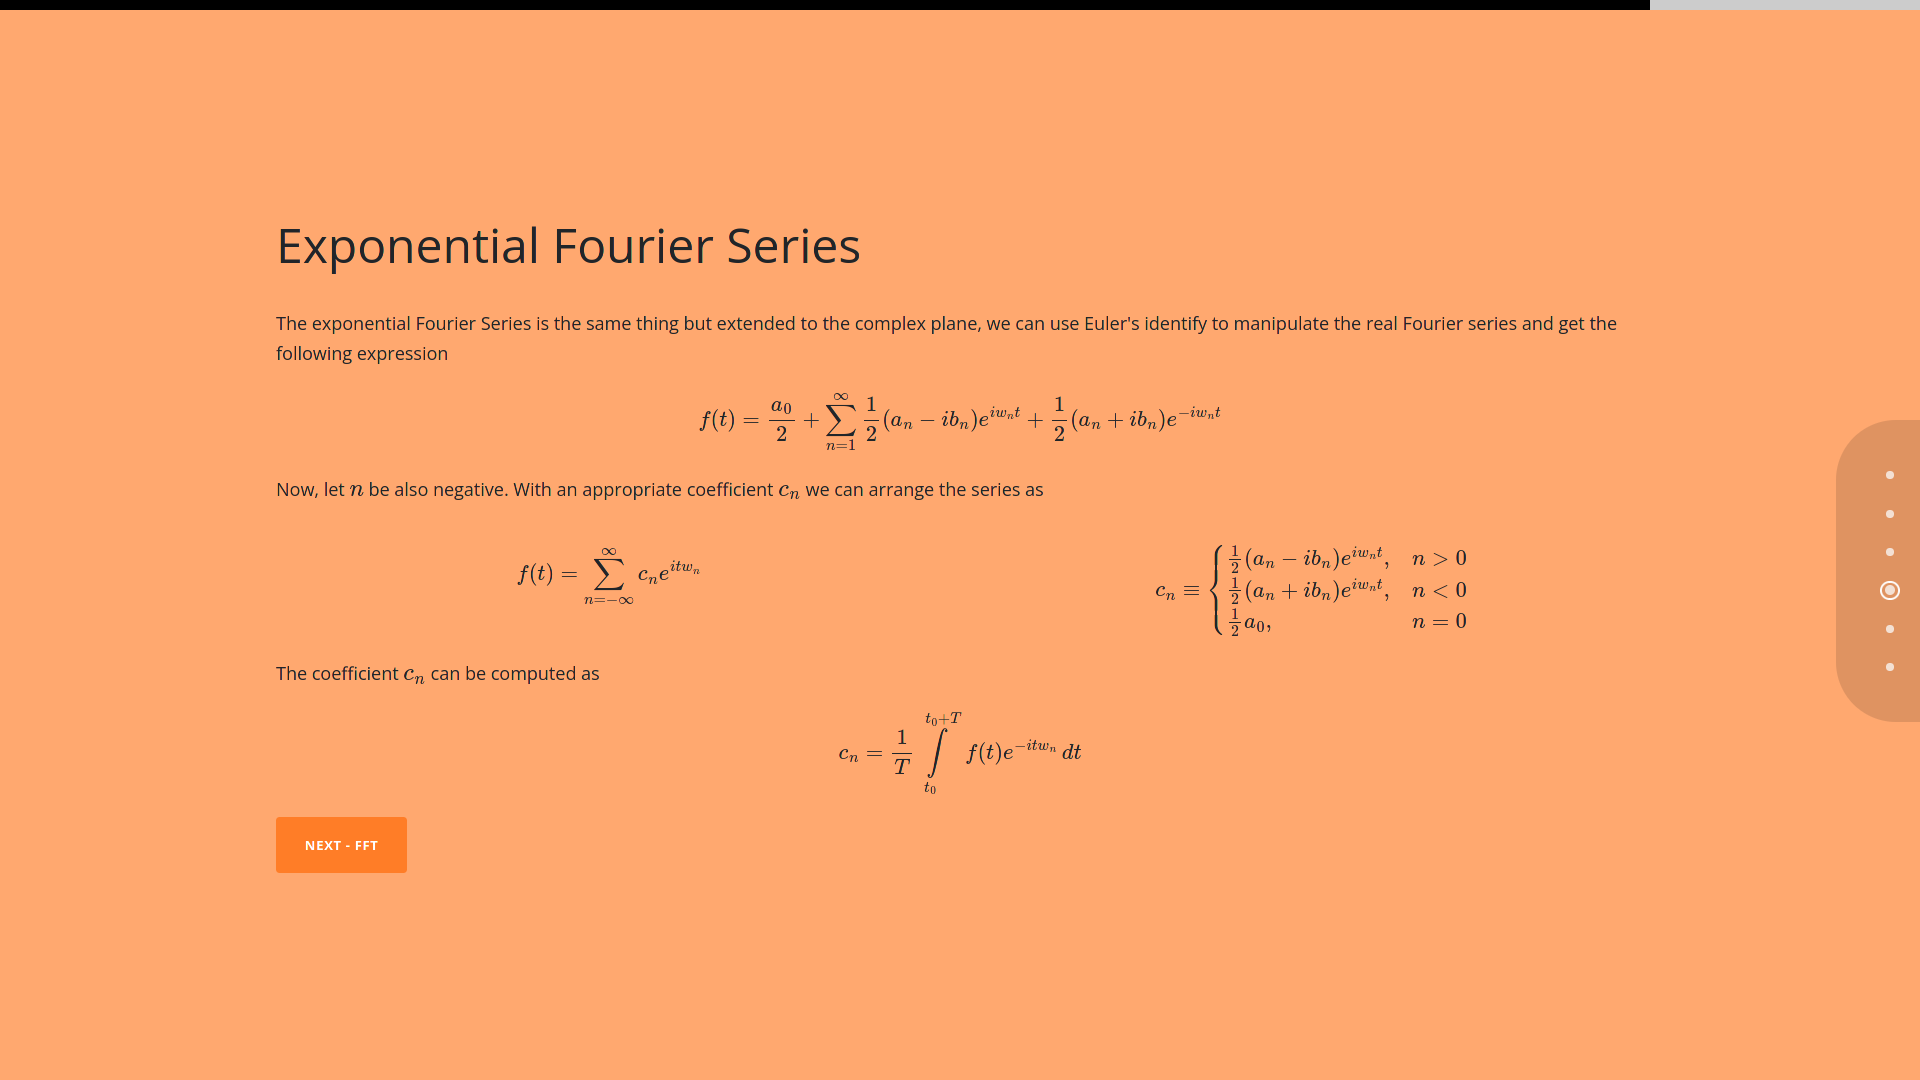 Exponential Fourier Series
The exponential Fourier Series is the same thing but extended to the complex plane, we can use Euler's identify to manipulate the real Fourier series and get the
following expression
f(t) = \frac{a_0}{2} + \sum_{n=1}^{\infty} \frac{1}{2}(a_n - ib_n)e^{iw_nt} + \frac{1}{2}(a_n + ib_n)e^{-iw_nt}
Now, let n be also negative. With an appropriate coefficient c_n we can arrange the series as
f(t) = \sum_{n=-\infty}^{\infty} c_n e^{itw_n}
c_n \equiv \begin{cases} \frac{1}{2}(a_n - ib_n)e^{iw_nt}, & n > 0 \\ \frac{1}{2}(a_n + ib_n)e^{iw_nt}, & n < 0 \\ \frac{1}{2}a_0, & n = 0 \end{cases}
The coefficient c_n can be computed as
c_n = \frac{1}{T} \int_{t_0}^{t_0+T} f(t)e^{-itw_n} dt
NEXT - FFT